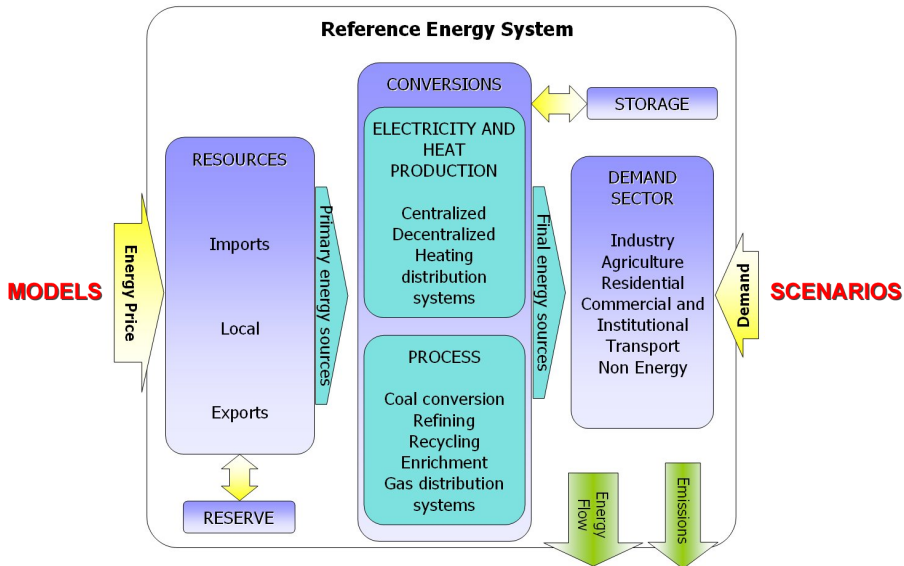 Reference Energy System
MODELS
Energy Price
RESOURCES
Imports
Local
Exports
RESERVE
Primary energy sources
CONVERSIONS
ELECTRICITY AND
HEAT
PRODUCTION
Centralized
Decentralized
Heating
distribution
systems
PROCESS
Coal conversion
Refining
Recycling
Enrichment
Gas distribution
systems
STORAGE
Final energy sources
DEMAND
SECTOR
Industry
Agriculture
Residential
Commercial and
Institutional
Transport
Non Energy
Demand
SCENARIOS
Energy
Flow
Emissions